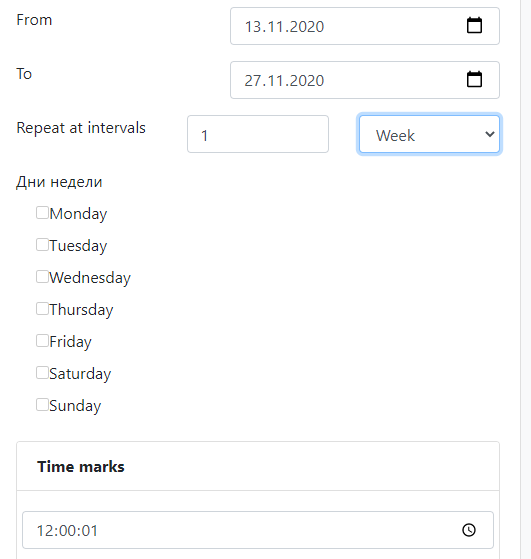 From 13.11.2020
To 27.11.2020
Repeat at intervals 1 Week
Дни недели
Monday
Tuesday
Wednesday
Thursday
Friday
Saturday
Sunday
Time marks
12:00:01